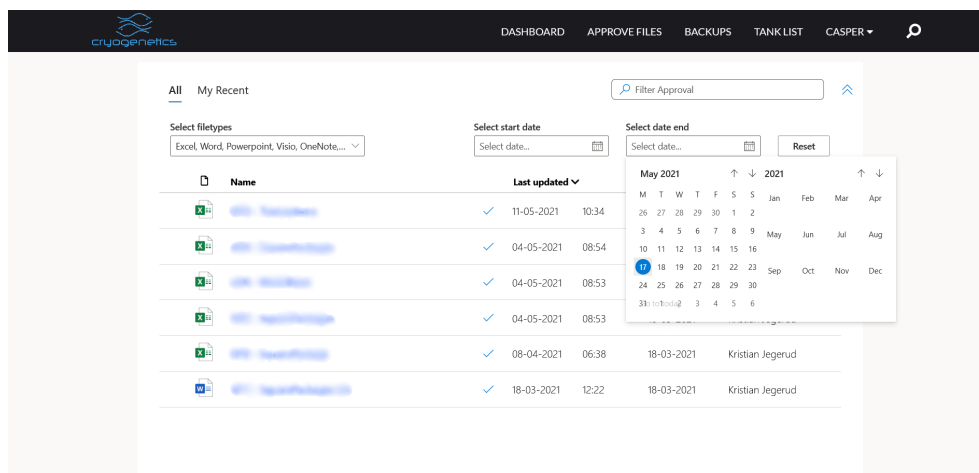 cryogenetics
DASHBOARD APPROVE FILES BACKUPS TANK LIST CASPER
All My Recent
Filter Approval
Select filetypes Select start date Select date end
Excel, Word, Powerpoint, Visio, OneNote,... Select date... Select date... Reset
May 2021 2021
Name Last updated
M T W T F S S
Jan Feb Mar Apr
26 27 28 29 30 1 2
11-05-2021 10:34
3 4 5 6 7 8 9
May Jun Jul Aug
04-05-2021 08:54
10 11 12 13 14 15 16
17 18 19 20 21 22 23
Sep Oct Nov Dec
04-05-2021 08:53
24 25 26 27 28 29 30
31 1 2 3 4 5 6
04-05-2021 08:53
08-04-2021 06:38 18-03-2021 Kristian Jegerud
18-03-2021 12:22 18-03-2021 Kristian Jegerud